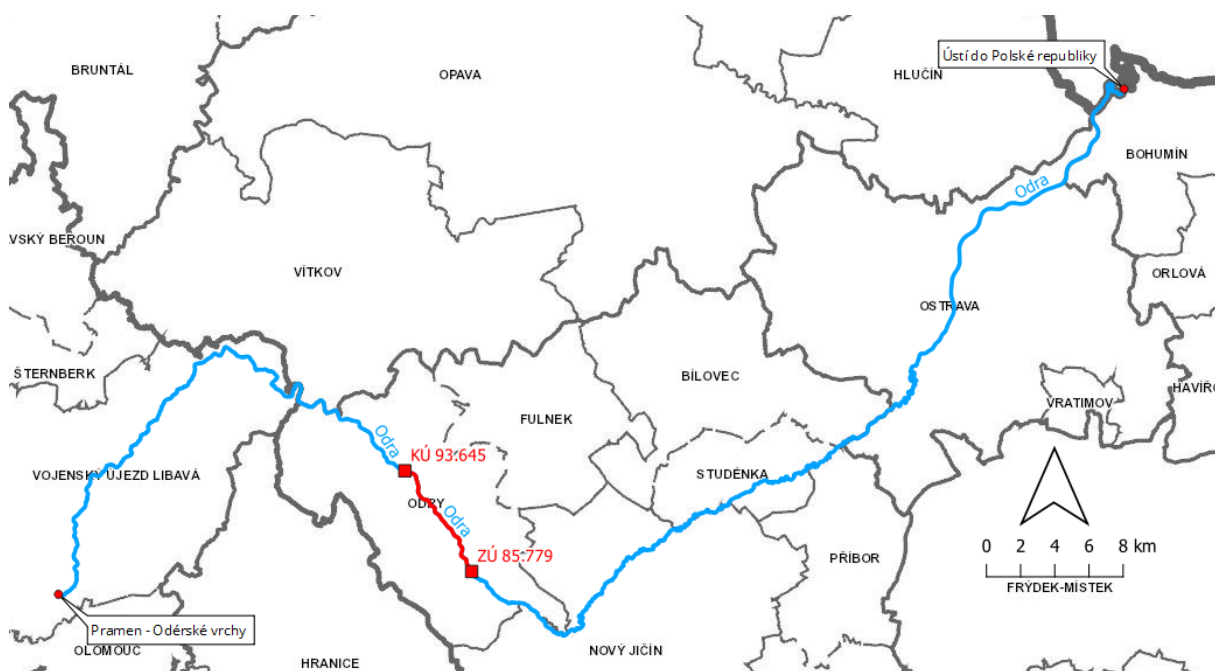 BRUNTÁL
OPAVA
HLUČÍN
Ústí do Polské republiky
BOHUMÍN
Odra
VSKÝ BEROUN
VÍTKOV
ORLOVÁ
OSTRAVA
ŠTERNBERK
BÍLOVEC
HAVÍŘO
VRATIMOV
FULNEK
Odra
KÚ 93.645
VOJENSKÝ ÚJEZD LIBAVÁ
STUDÉNKA
ODRY
Odra
ZÚ 85.779
PŘÍBOR
0 2 4 6 8 km
FRÝDEK-MÍSTEK
Pramen - Oderské vrchy
OLOMOUC
HRANICE
NOVÝ JIČÍN